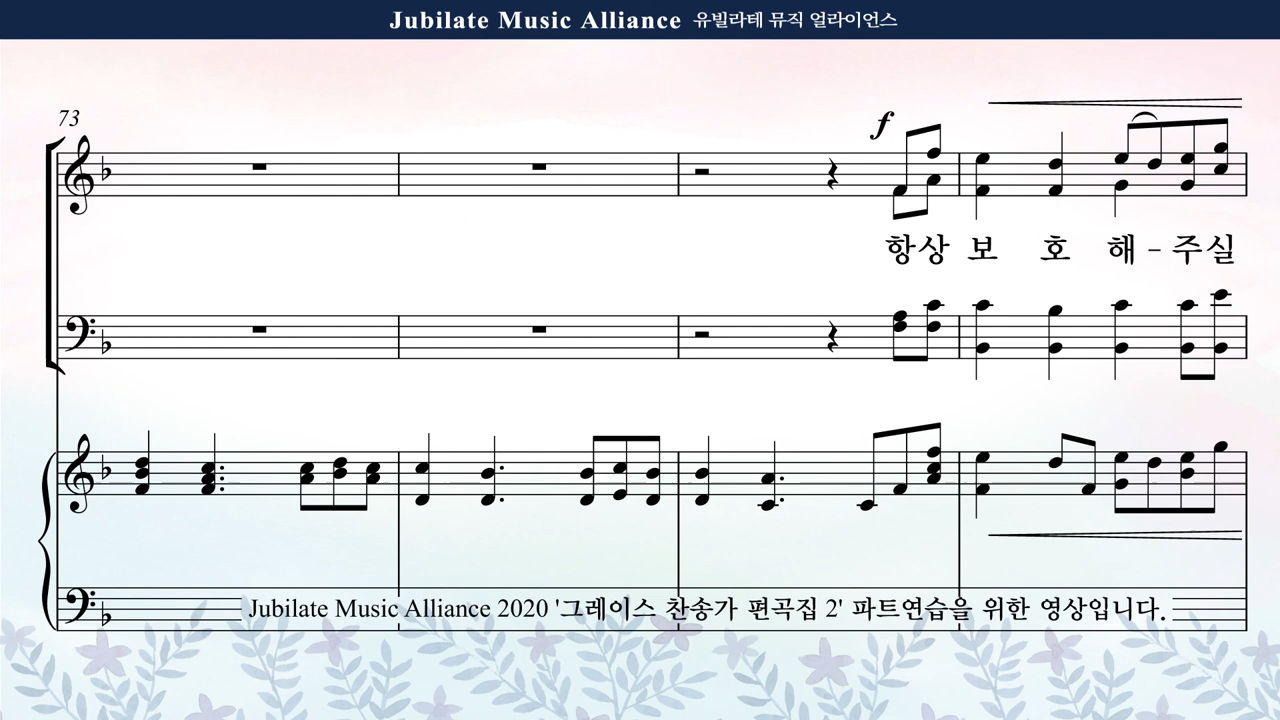 Jubilate Music Alliance 유빌라테 뮤직 얼라이언스
73
f
항상 보 호 해 - 주 실
Jubilate Music Alliance 2020 '그레이스 찬송가 편곡집 2' 파트연습을 위한 영상입니다.